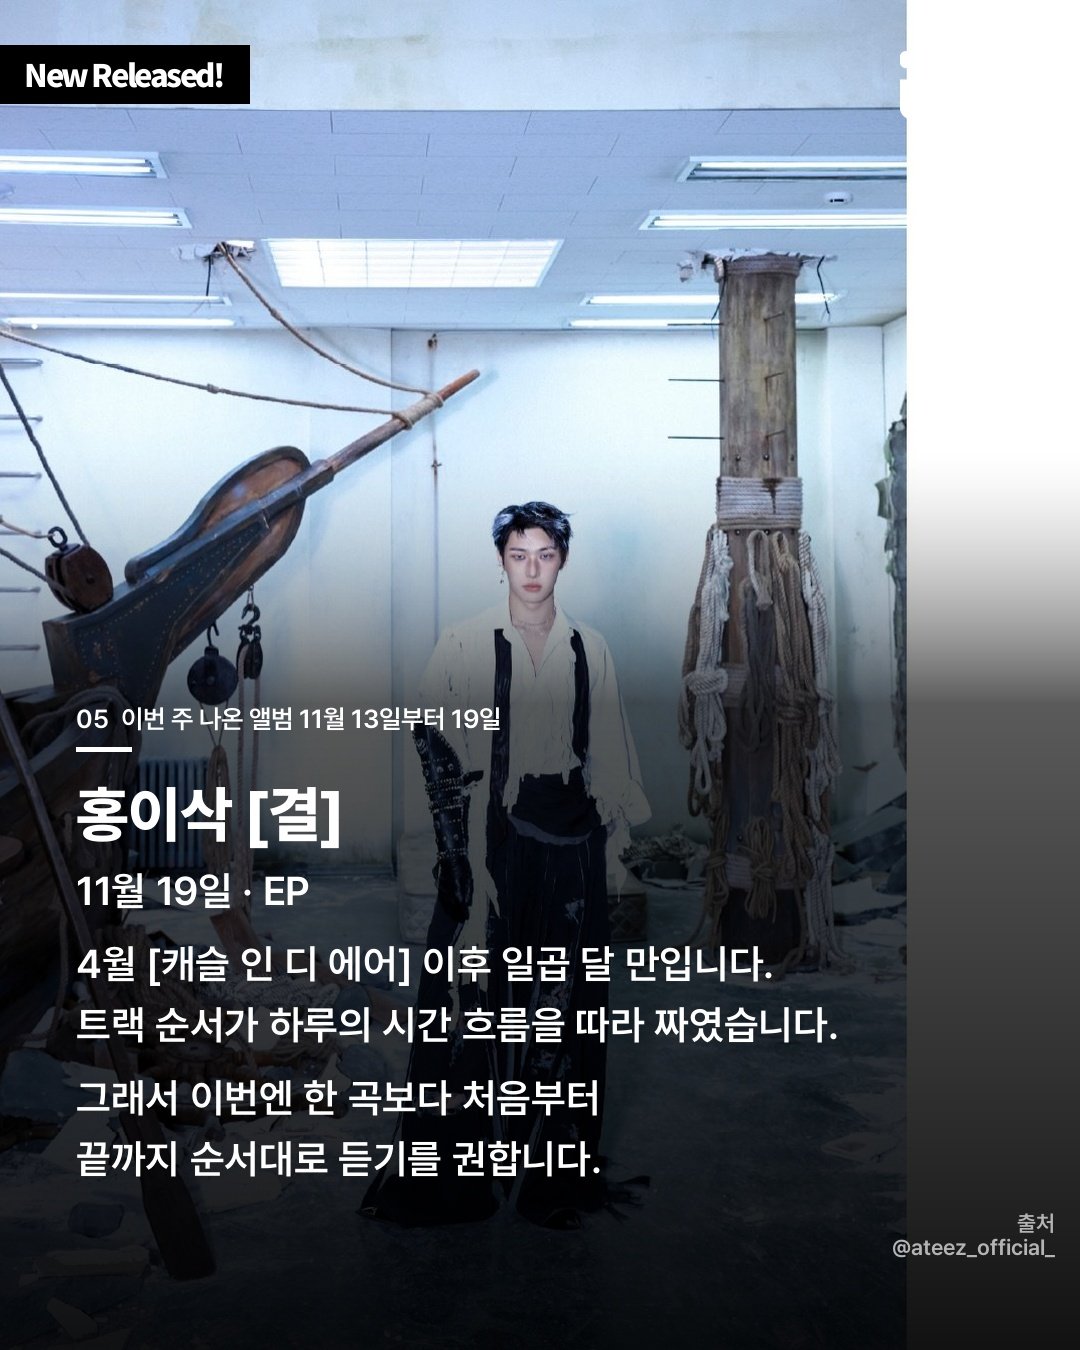 New Released!
05 이번 주 나온 앨범 11월 13일부터 19일
홍이삭 [결]
11월 19일 · EP
4월 [캐슬 인 디 에어] 이후 일곱 달 만입니다.
트랙 순서가 하루의 시간 흐름을 따라 짜였습니다.
그래서 이번엔 한 곡보다 처음부터
끝까지 순서대로 듣기를 권합니다.
출처
@ateez_official_